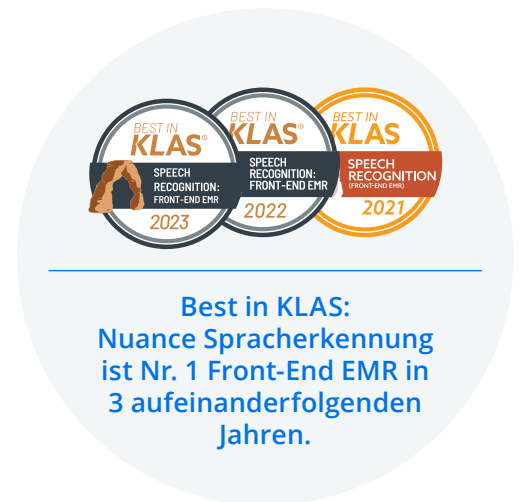 BEST IN
KLAS®
SPEECH
RECOGNITION:
FRONT-END EMR
2023
BEST IN
KLAS®
SPEECH
RECOGNITION:
FRONT-END EMR
2022
BEST IN
KLAS
SPEECH
RECOGNITION
(FRONT-END EMR)
2021
Best in KLAS:
Nuance Spracherkennung
ist Nr. 1 Front-End EMR in
3 aufeinanderfolgenden
Jahren.